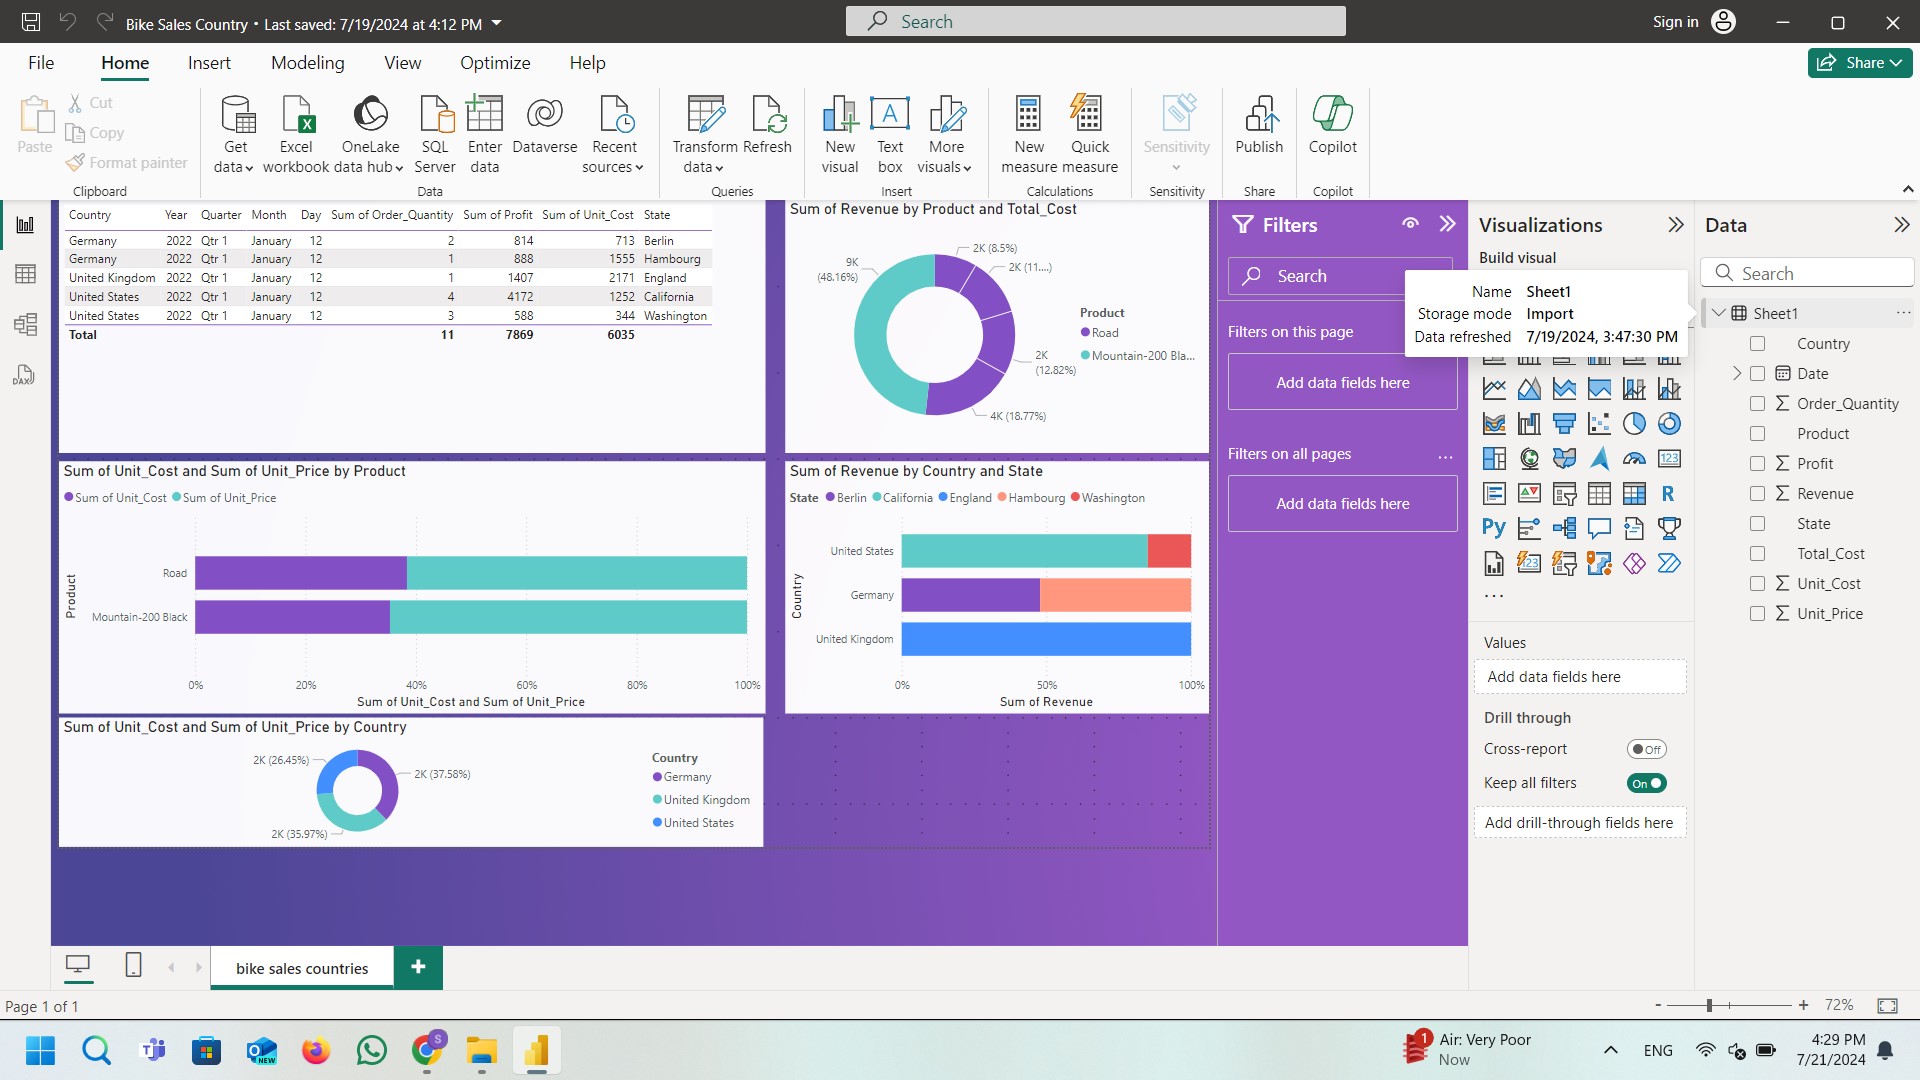 Bike Sales Country • Last saved: 7/19/2024 at 4:12 PM
Search
Sign in
File
Home
Insert
Modeling
View
Optimize
Help
Share
Paste
Cut
Copy
Format painter
Clipboard
Get data
Excel workbook
OneLake data hub
SQL Server
Enter data
Dataverse
Recent sources
Data
Transform data
Refresh
Queries
New visual
Text box
More visuals
Insert
New measure
Quick measure
Calculations
Sensitivity
Sensitivity
Publish
Share
Copilot
Copilot
Country Year Quarter Month Day Sum of Order_Quantity Sum of Profit Sum of Unit_Cost State
Germany 2022 Qtr 1 January 12 2 814 713 Berlin
Germany 2022 Qtr 1 January 12 1 888 1555 Hambourg
United Kingdom 2022 Qtr 1 January 12 1 1407 2171 England
United States 2022 Qtr 1 January 12 4 4172 1252 California
United States 2022 Qtr 1 January 12 3 588 344 Washington
Total 11 7869 6035
Sum of Revenue by Product and Total_Cost
2K (8.5%)
2K (11....)
9K
(48.16%)
2K
(12.82%)
4K (18.77%)
Product
Road
Mountain-200 Bla...
Sum of Unit_Cost and Sum of Unit_Price by Product
Sum of Unit_Cost Sum of Unit_Price
Product
Road
Mountain-200 Black
0% 20% 40% 60% 80% 100%
Sum of Unit_Cost and Sum of Unit_Price
Sum of Revenue by Country and State
State Berlin California England Hambourg Washington
Country
United States
Germany
United Kingdom
0% 50% 100%
Sum of Revenue
Sum of Unit_Cost and Sum of Unit_Price by Country
2K (26.45%)
2K (37.58%)
2K (35.97%)
Country
Germany
United Kingdom
United States
Filters
Search
Filters on this page
Add data fields here
Filters on all pages
...
Add data fields here
Visualizations
Build visual
Name Sheet1
Storage mode Import
Data refreshed 7/19/2024, 3:47:30 PM
123
R
Py
123
...
Values
Add data fields here
Drill through
Cross-report Off
Keep all filters On
Add drill-through fields here
Data
Search
Sheet1
...
Country
Date
Order_Quantity
Product
Profit
Revenue
State
Total_Cost
Unit_Cost
Unit_Price
DAX
bike sales countries
+
Page 1 of 1
- + 72%
NEW
S
1
Air: Very Poor
Now
ENG
4:29 PM
7/21/2024